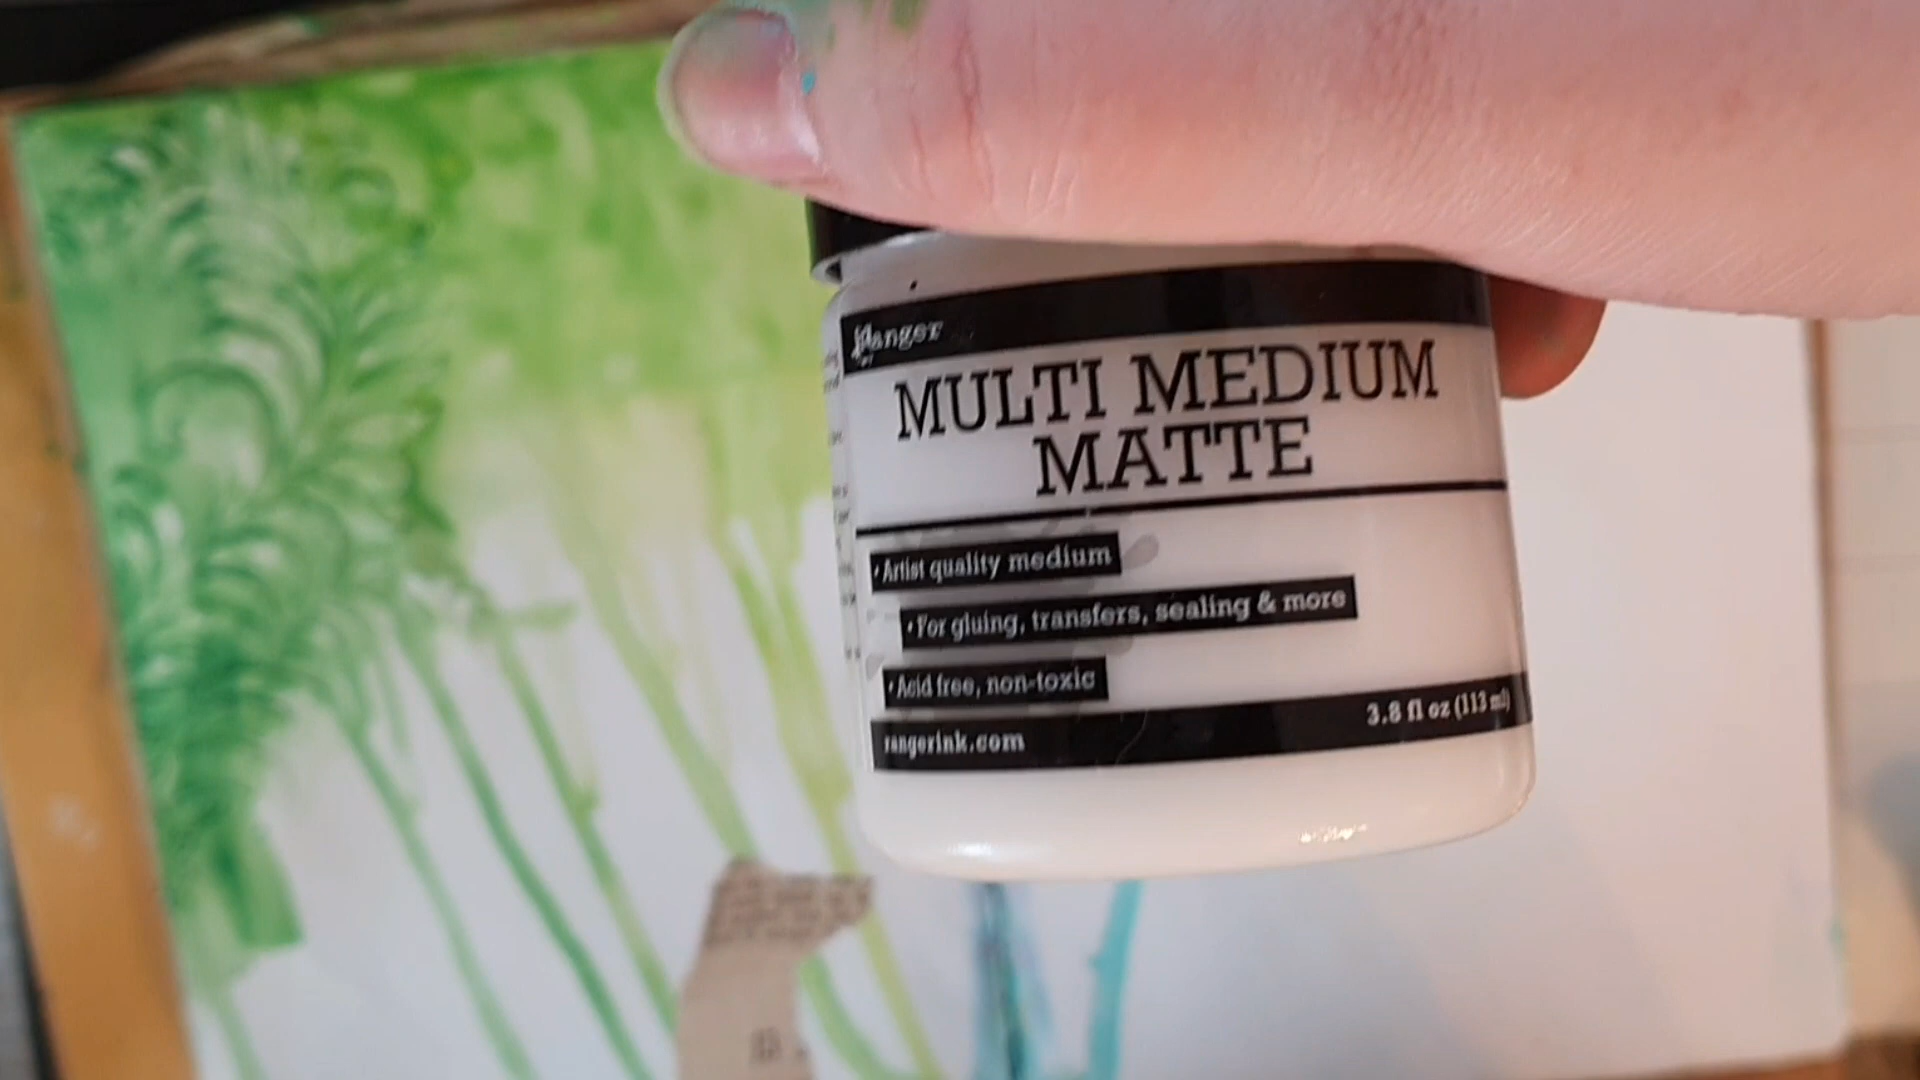 Ranger
MULTI MEDIUM
MATTE
• Artist quality medium
• For gluing, transfers, sealing & more
• Acid free, non-toxic
3.8 fl oz (113 ml)
rangerink.com